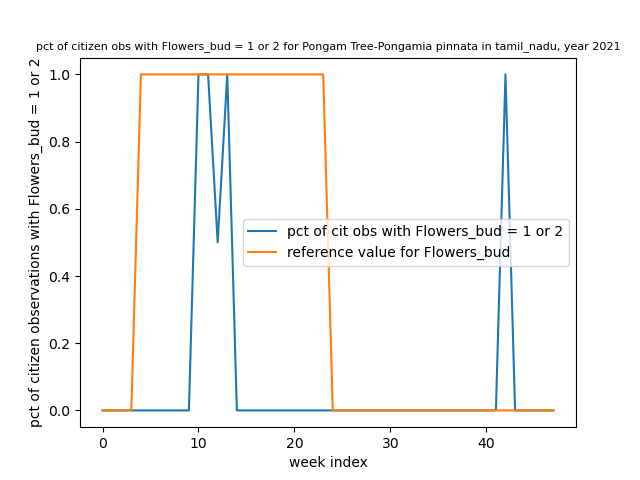 pct of citizen obs with Flowers_bud = 1 or 2 for Pongam Tree-Pongamia pinnata in tamil_nadu, year 2021
pct of citizen observations with Flowers_bud = 1 or 2
1.0
0.8
0.6
0.4
0.2
0.0
pct of cit obs with Flowers_bud = 1 or 2
reference value for Flowers_bud
0
10
20
30
40
week index